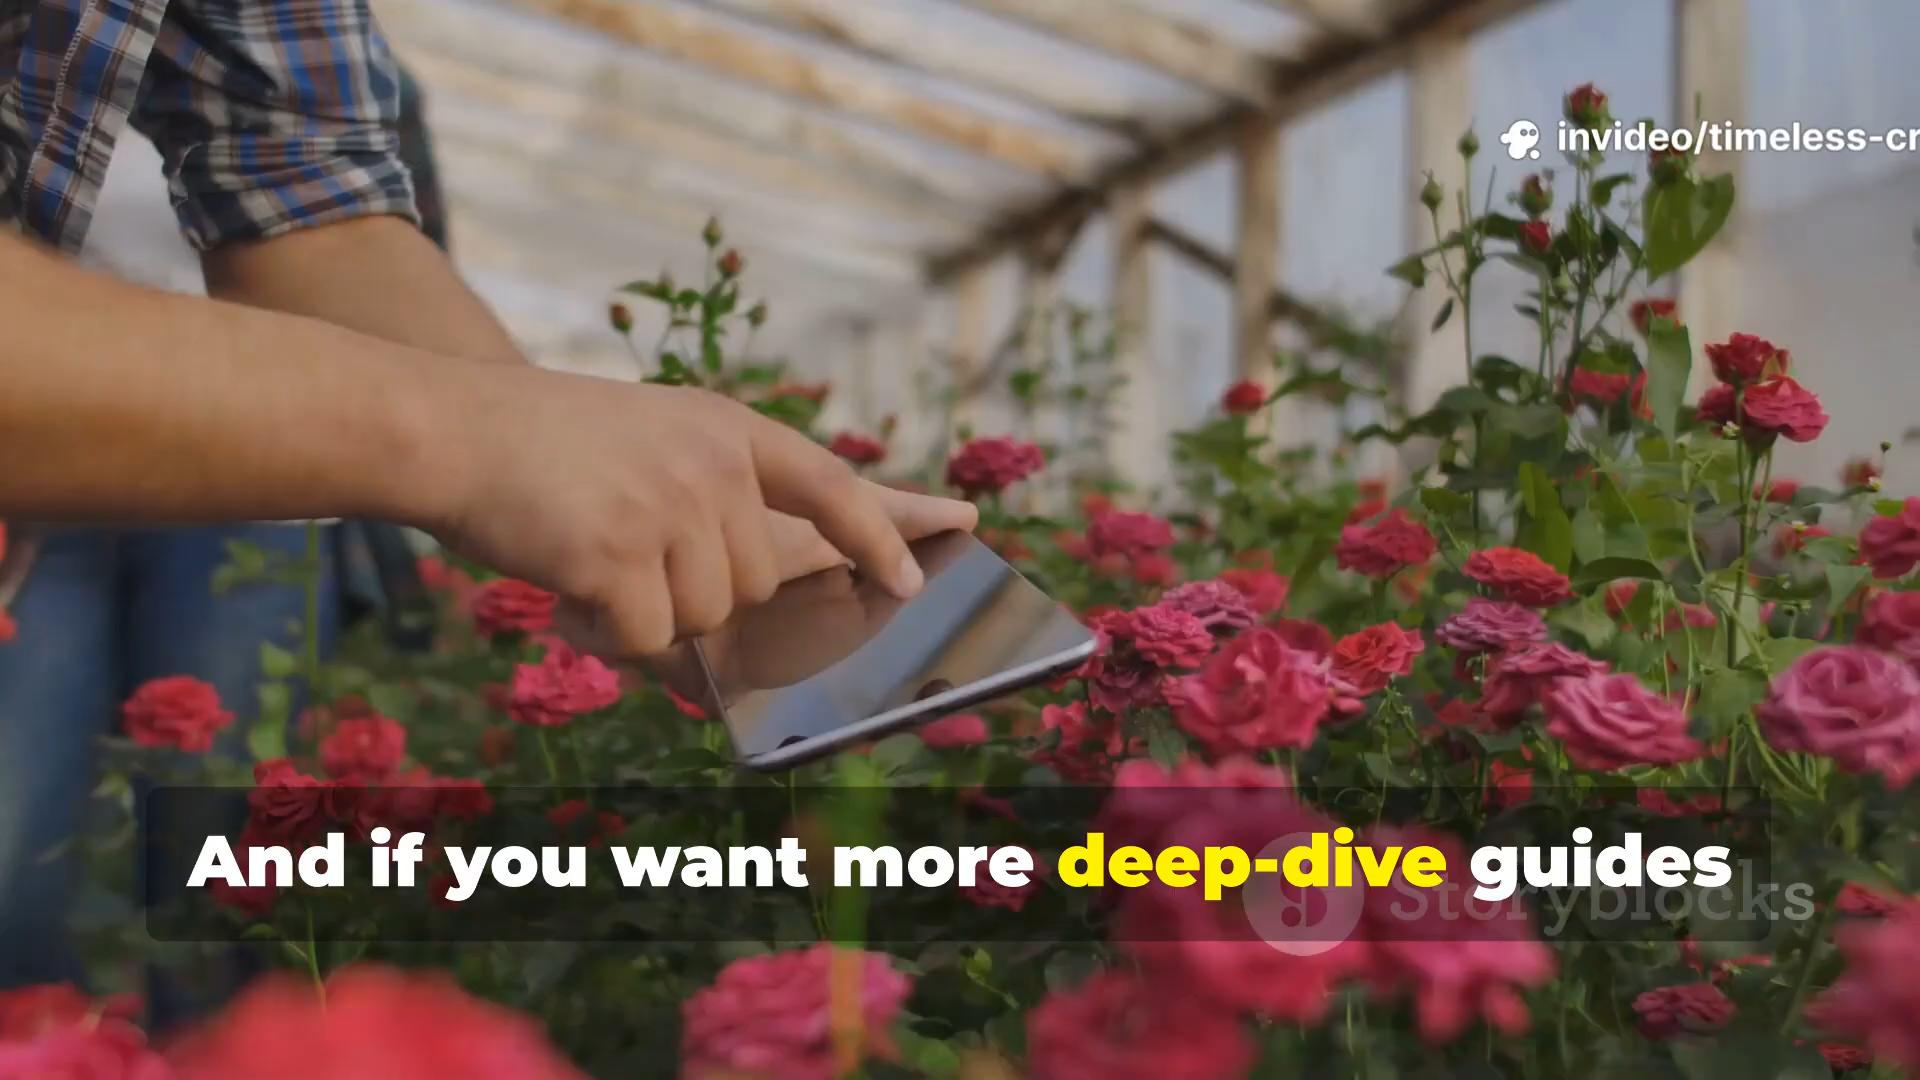 invideo/timeless-cr
And if you want more deep-dive guides
Storyblocks